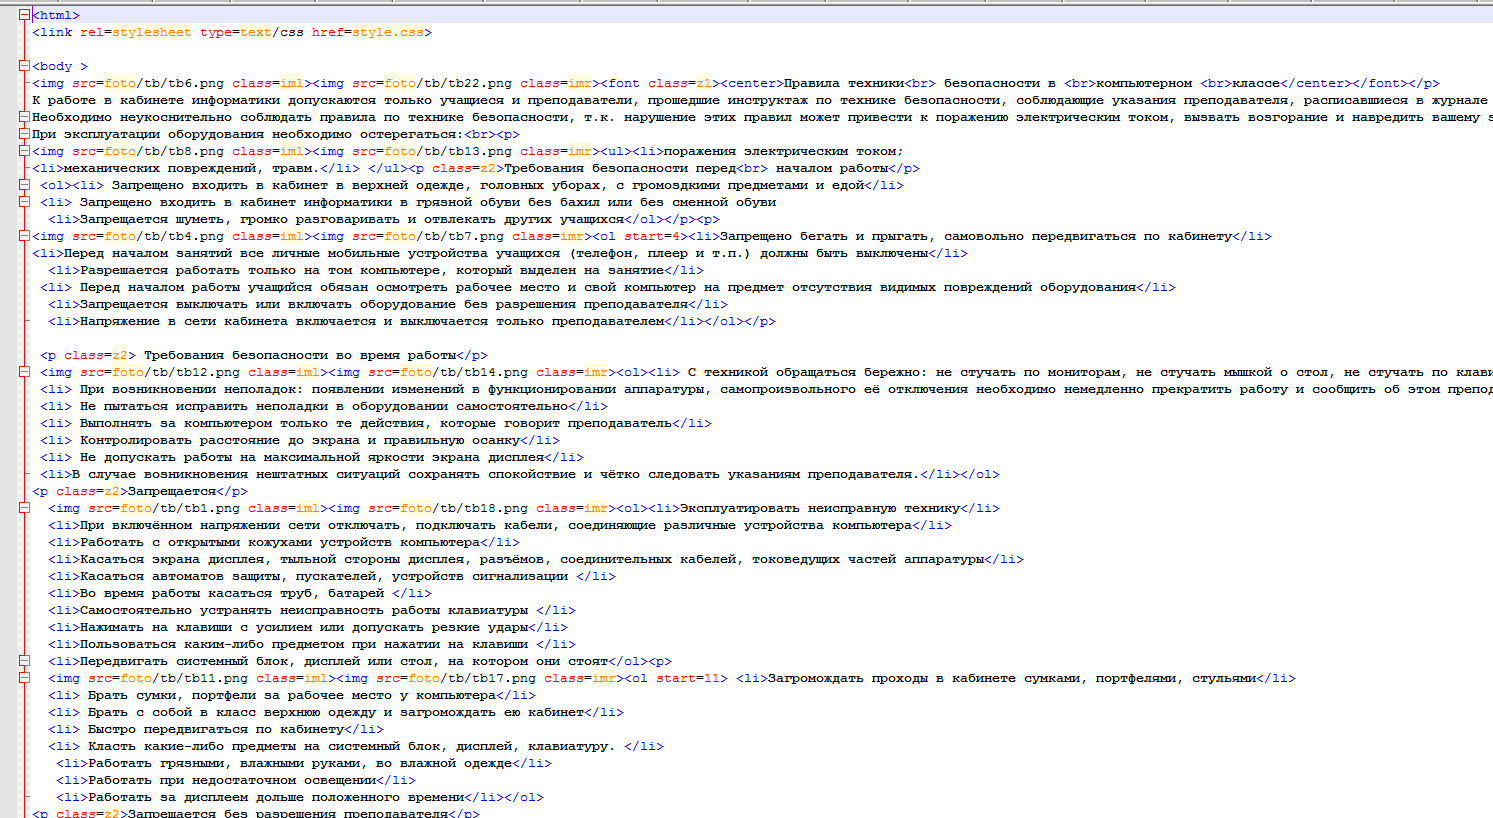 <html>
<link rel=stylesheet type=text/css href=style.css>
<body >
<img src=foto/tb/tb6.png class=iml><img src=foto/tb/tb22.png class=imr><font class=z1><center>Правила техники<br> безопасности в <br>компьютерном <br>классе</center></font></p>
К работе в кабинете информатики допускаются только учащиеся и преподаватели, прошедшие инструктаж по технике безопасности, соблюдающие указания преподавателя, расписавшиеся в журнале
Необходимо неукоснительно соблюдать правила по технике безопасности, т.к. нарушение этих правил может привести к поражению электрическим током, вызвать возгорание и навредить вашему
При эксплуатации оборудования необходимо остерегаться:<br><p>
<img src=foto/tb/tb8.png class=iml><img src=foto/tb/tb13.png class=imr><ul><li>поражения электрическим током;
<li>механических повреждений, травм.</li> </ul><p class=z2>Требования безопасности перед<br> началом работы</p>
<ol><li> Запрещено входить в кабинет в верхней одежде, головных уборах, с громоздкими предметами и едой</li>
<li> Запрещено входить в кабинет информатики в грязной обуви без бахил или без сменной обуви
<li>Запрещается шуметь, громко разговаривать и отвлекать других учащихся</ol></p><p>
<img src=foto/tb/tb4.png class=iml><img src=foto/tb/tb7.png class=imr><ol start=4><li>Запрещено бегать и прыгать, самовольно передвигаться по кабинету</li>
<li>Перед началом занятий все личные мобильные устройства учащихся (телефон, плеер и т.п.) должны быть выключены</li>
<li>Разрешается работать только на том компьютере, который выделен на занятие</li>
<li> Перед началом работы учащийся обязан осмотреть рабочее место и свой компьютер на предмет отсутствия видимых повреждений оборудования</li>
<li>Запрещается выключать или включать оборудование без разрешения преподавателя</li>
<li>Напряжение в сети кабинета включается и выключается только преподавателем</li></ol></p>
<p class=z2> Требования безопасности во время работы</p>
<img src=foto/tb/tb12.png class=iml><img src=foto/tb/tb14.png class=imr><ol><li> С техникой обращаться бережно: не стучать по мониторам, не стучать мышкой о стол, не стучать по клави
<li> При возникновении неполадок: появлении изменений в функционировании аппаратуры, самопроизвольного её отключения необходимо немедленно прекратить работу и сообщить об этом препод
<li> Не пытаться исправить неполадки в оборудовании самостоятельно</li>
<li> Выполнять за компьютером только те действия, которые говорит преподаватель</li>
<li> Контролировать расстояние до экрана и правильную осанку</li>
<li> Не допускать работы на максимальной яркости экрана дисплея</li>
<li>В случае возникновения нештатных ситуаций сохранять спокойствие и чётко следовать указаниям преподавателя.</li></ol>
<p class=z2>Запрещается</p>
<img src=foto/tb/tb1.png class=iml><img src=foto/tb/tb18.png class=imr><ol><li>Эксплуатировать неисправную технику</li>
<li>При включённом напряжении сети отключать, подключать кабели, соединяющие различные устройства компьютера</li>
<li>Работать с открытыми кожухами устройств компьютера</li>
<li>Касаться экрана дисплея, тыльной стороны дисплея, разъёмов, соединительных кабелей, токоведущих частей аппаратуры</li>
<li>Касаться автоматов защиты, пускателей, устройств сигнализации </li>
<li>Во время работы касаться труб, батарей </li>
<li>Самостоятельно устранять неисправность работы клавиатуры </li>
<li>Нажимать на клавиши с усилием или допускать резкие удары</li>
<li>Пользоваться каким-либо предметом при нажатии на клавиши </li>
<li>Передвигать системный блок, дисплей или стол, на котором они стоят</ol><p>
<img src=foto/tb/tb11.png class=iml><img src=foto/tb/tb17.png class=imr><ol start=11> <li>Загромождать проходы в кабинете сумками, портфелями, стульями</li>
<li> Брать сумки, портфели за рабочее место у компьютера</li>
<li> Брать с собой в класс верхнюю одежду и загромождать ею кабинет</li>
<li> Быстро передвигаться по кабинету</li>
<li> Класть какие-либо предметы на системный блок, дисплей, клавиатуру. </li>
<li>Работать грязными, влажными руками, во влажной одежде</li>
<li>Работать при недостаточном освещении</li>
<li>Работать за дисплеем дольше положенного времени</li></ol>
<p class=z2>Запрещается без разрешения преподавателя</p>